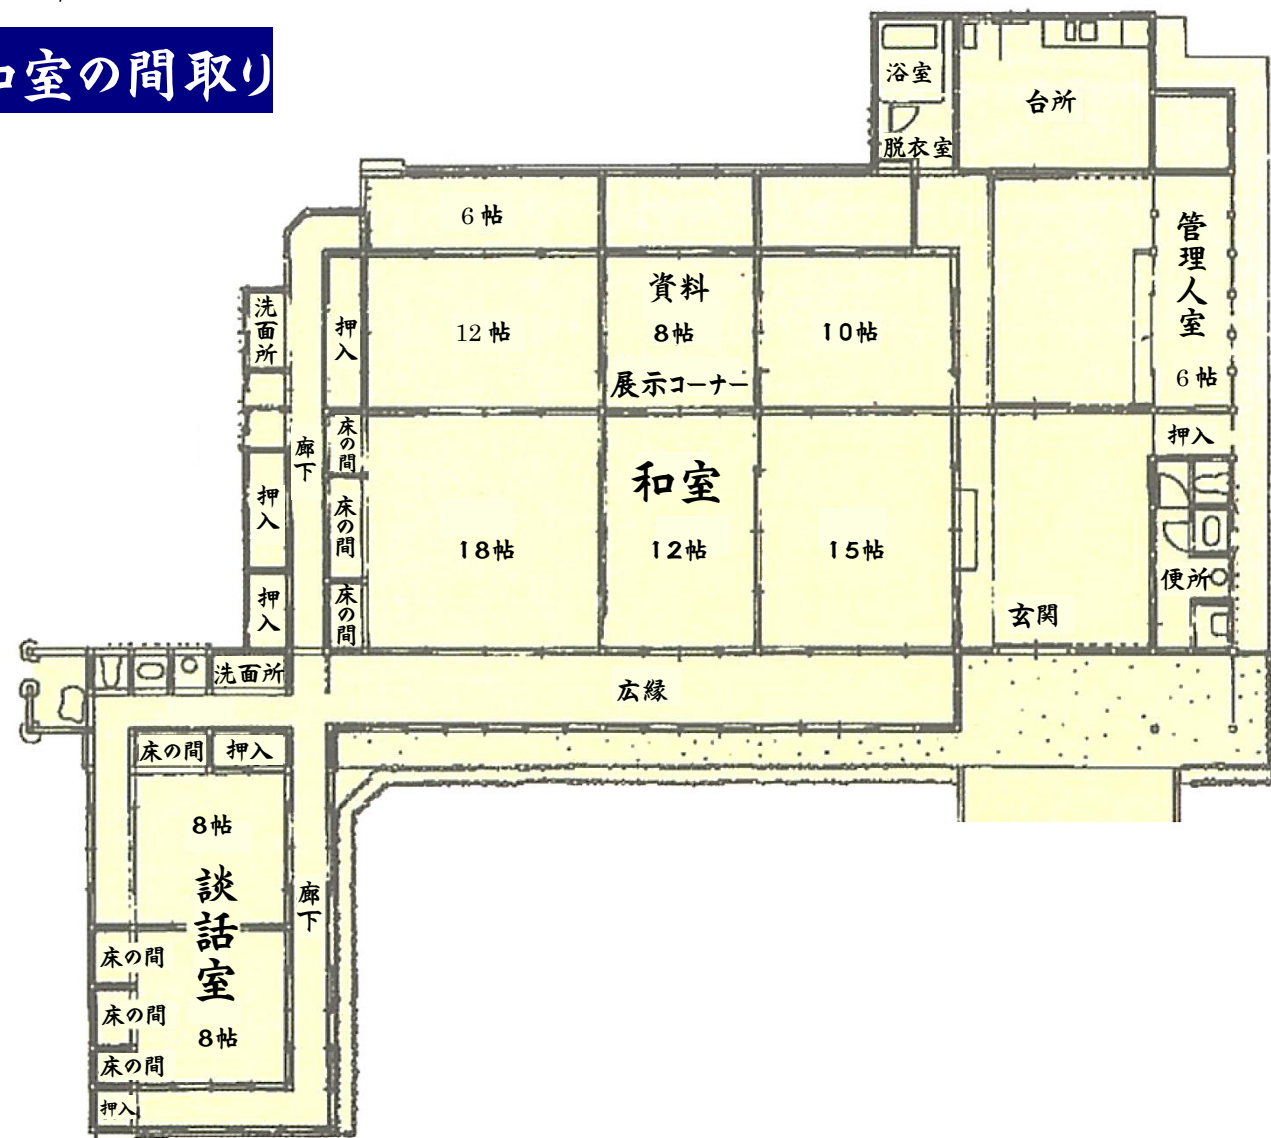 和室の間取り
浴室
台所
脱衣室
6帖
管理人室
6帖
洗面所
押入
12帖
資料
8帖
展示コーナー
10帖
廊下
床の間
床の間
床の間
押入
押入
18帖
和室
12帖
15帖
押入
便所
玄関
洗面所
広縁
床の間
押入
8帖
談話室
8帖
廊下
床の間
床の間
床の間
押入